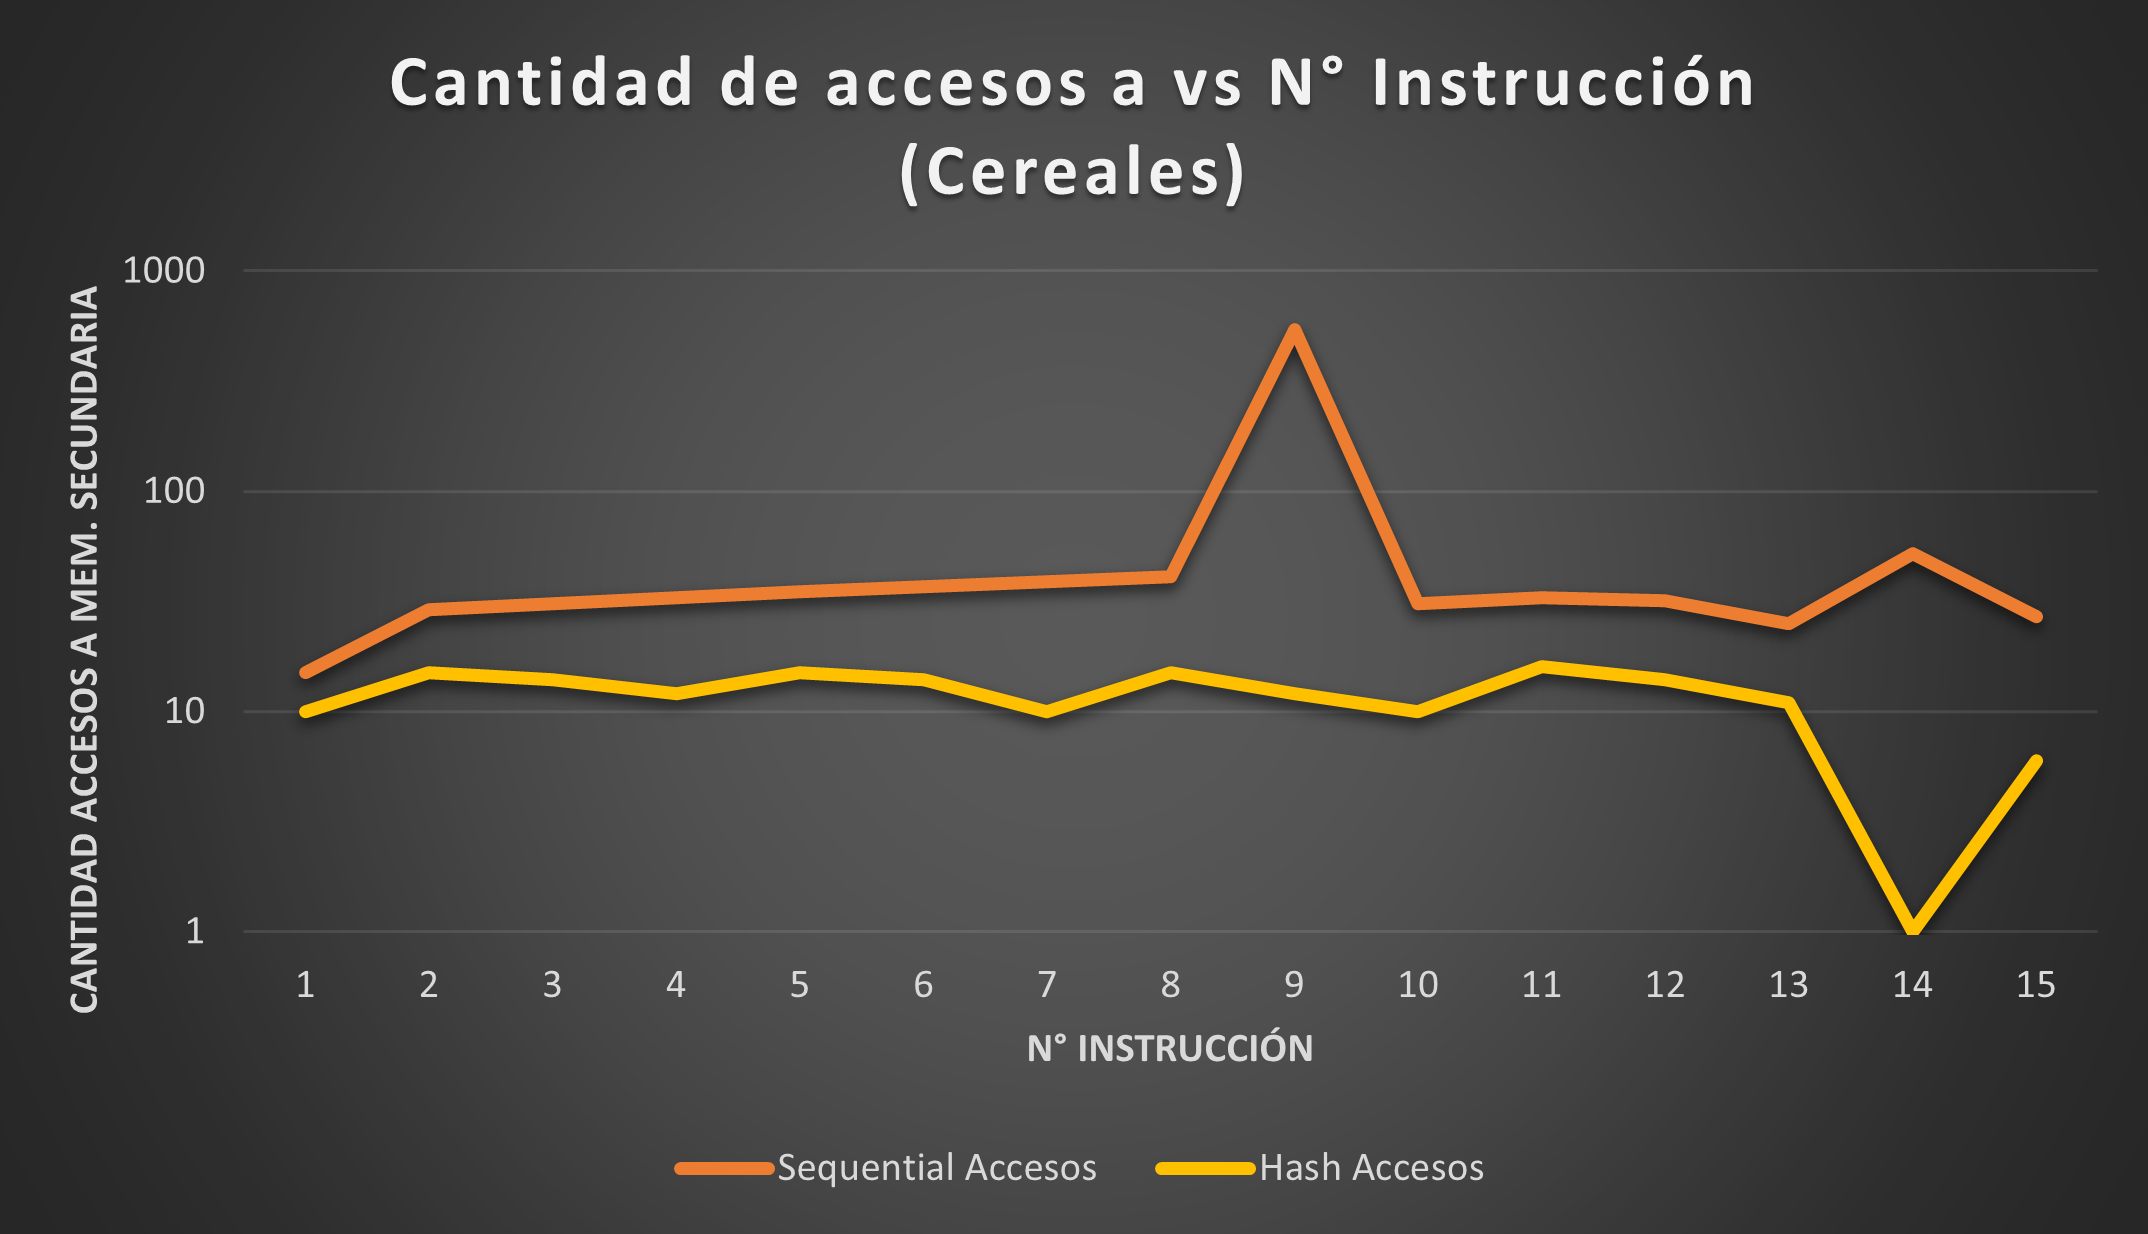 Cantidad de accesos a vs N° Instrucción
(Cereales)
CANTIDAD ACCESOS A MEM. SECUNDARIA
1000
100
10
1
1 2 3 4 5 6 7 8 9 10 11 12 13 14 15
N° INSTRUCCIÓN
Sequential Accesos Hash Accesos